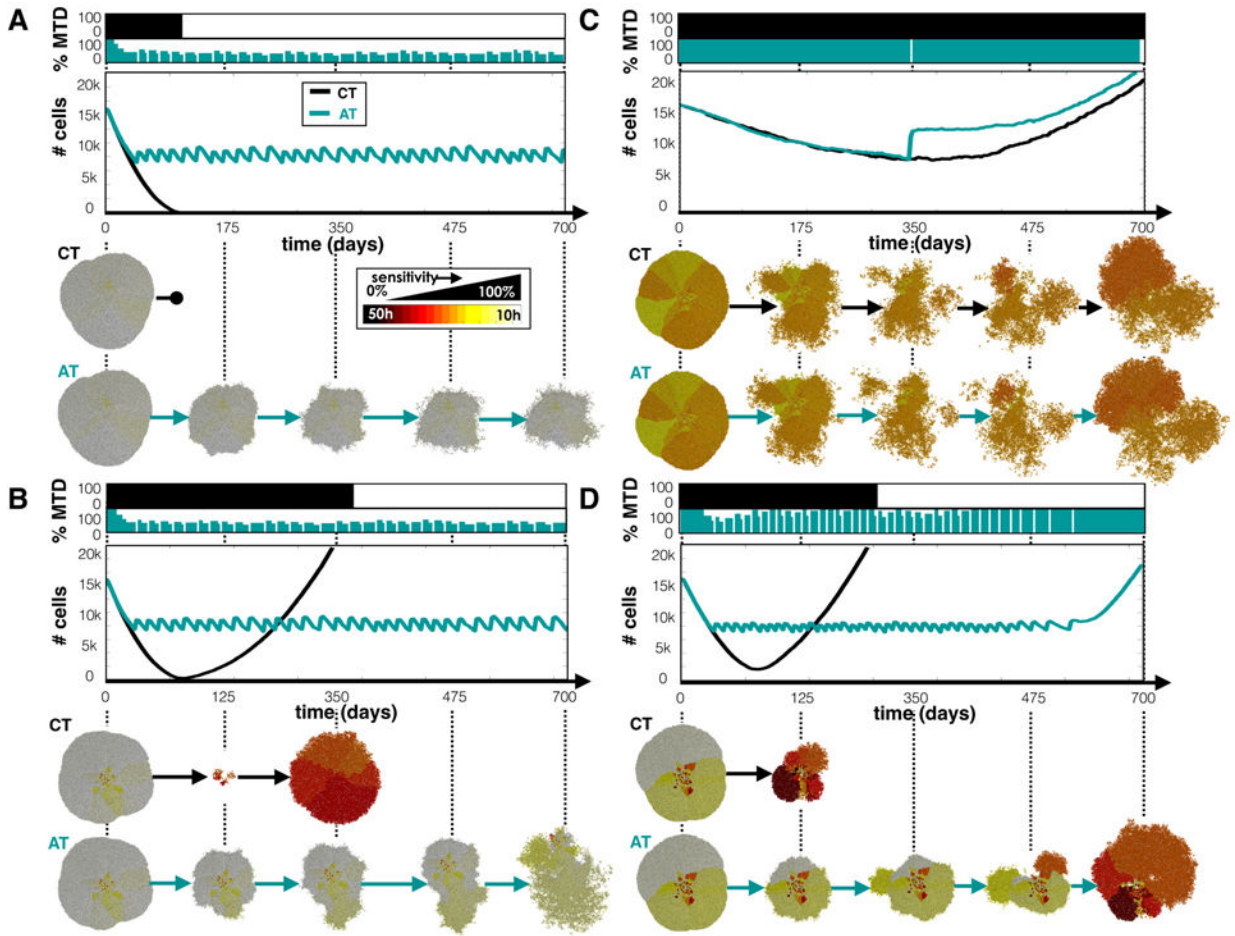 A
% MTD
100
0
100
0
# cells
20k
15k
10k
5k
0
CT
AT
175
350
475
700
time (days)
CT
sensitivity
0%
100%
50h
10h
AT
B
% MTD
100
0
100
0
# cells
20k
15k
10k
5k
0
0
125
350
475
700
time (days)
CT
AT
C
% MTD
100
0
100
0
# cells
20k
15k
10k
5k
0
0
175
350
475
700
time (days)
CT
AT
D
% MTD
100
0
100
0
# cells
20k
15k
10k
5k
0
0
125
350
475
700
time (days)
CT
AT